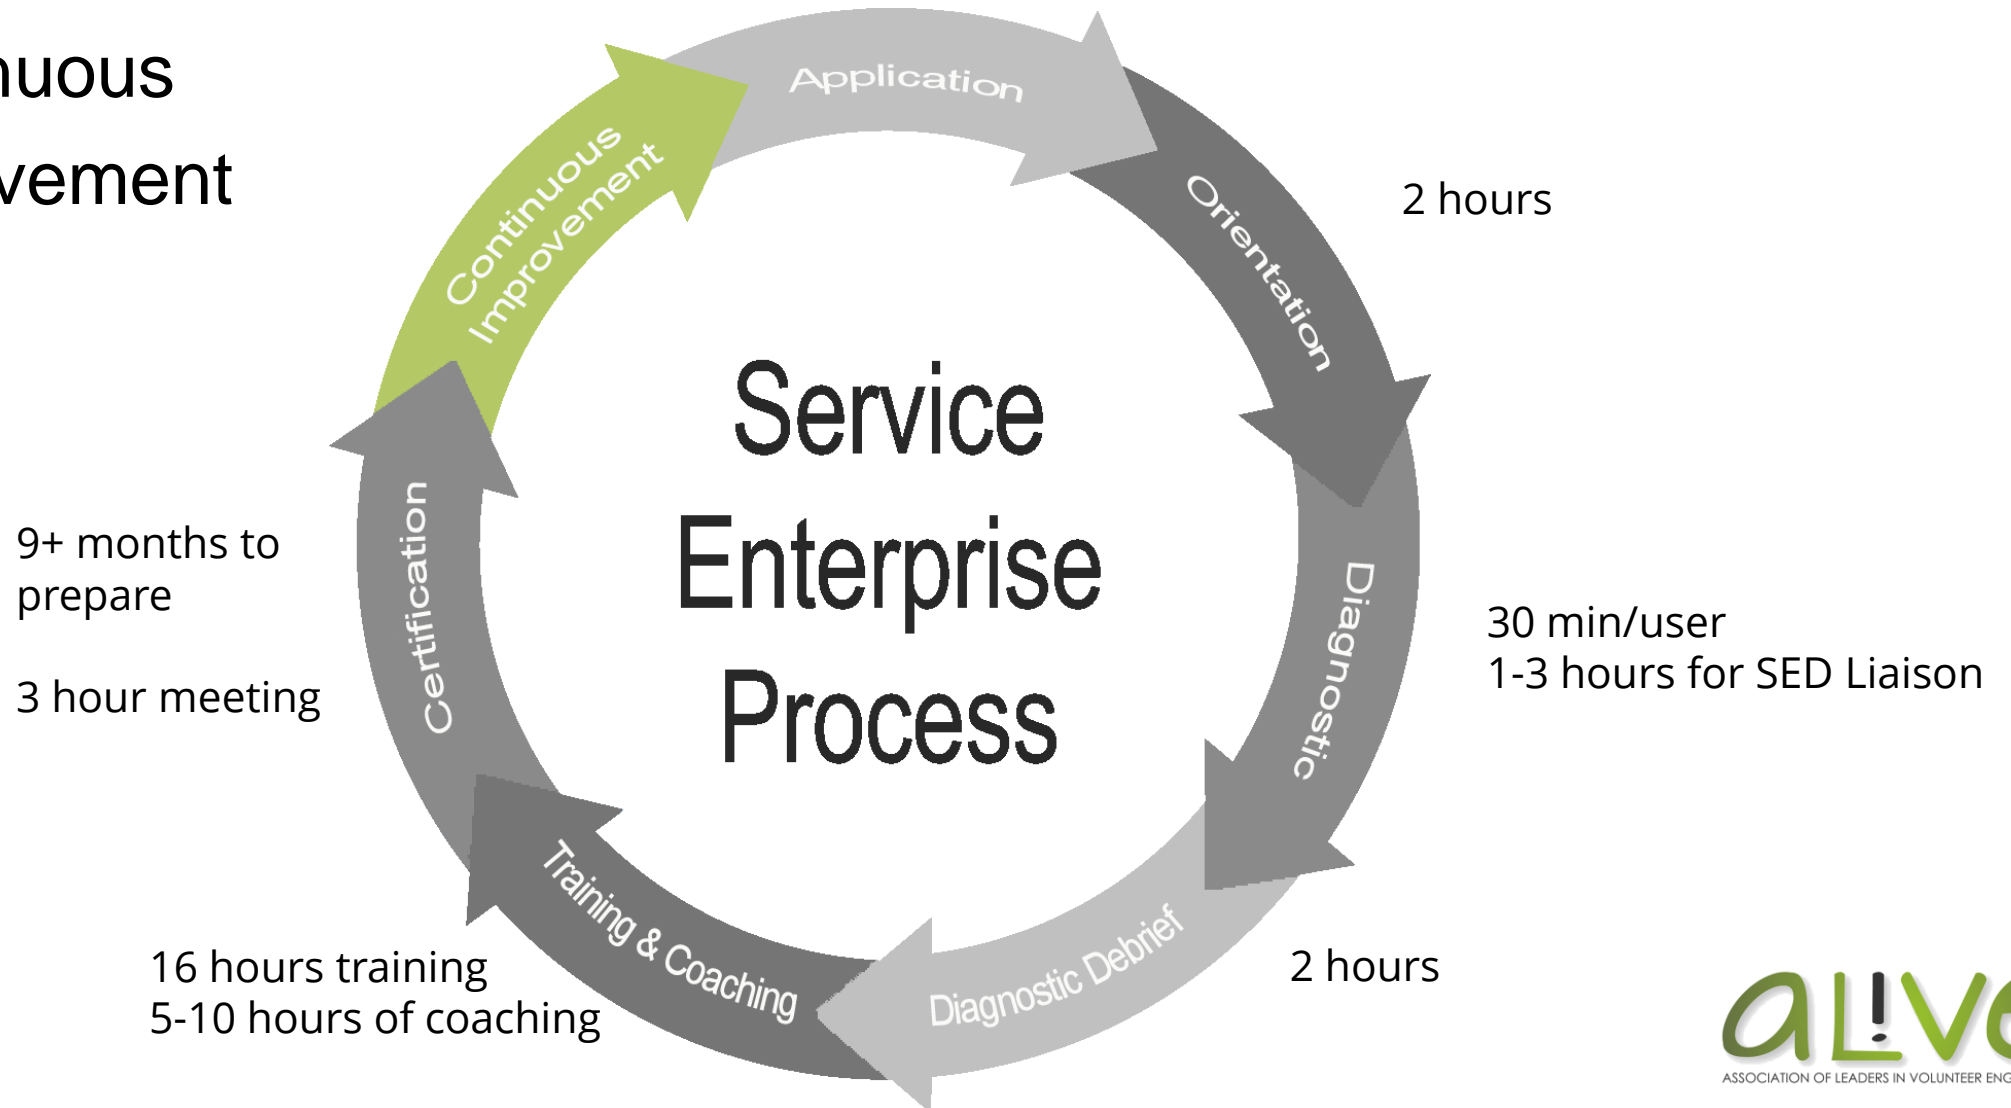 nuous
vement
Application
Orientation
2 hours
Diagnostic
30 min/user
1-3 hours for SED Liaison
Diagnostic Debrief
2 hours
Training & Coaching
16 hours training
5-10 hours of coaching
Certification
9+ months to
prepare
3 hour meeting
Continuous
Improvement
Service
Enterprise
Process
aL!ve
ASSOCIATION OF LEADERS IN VOLUNTEER ENG